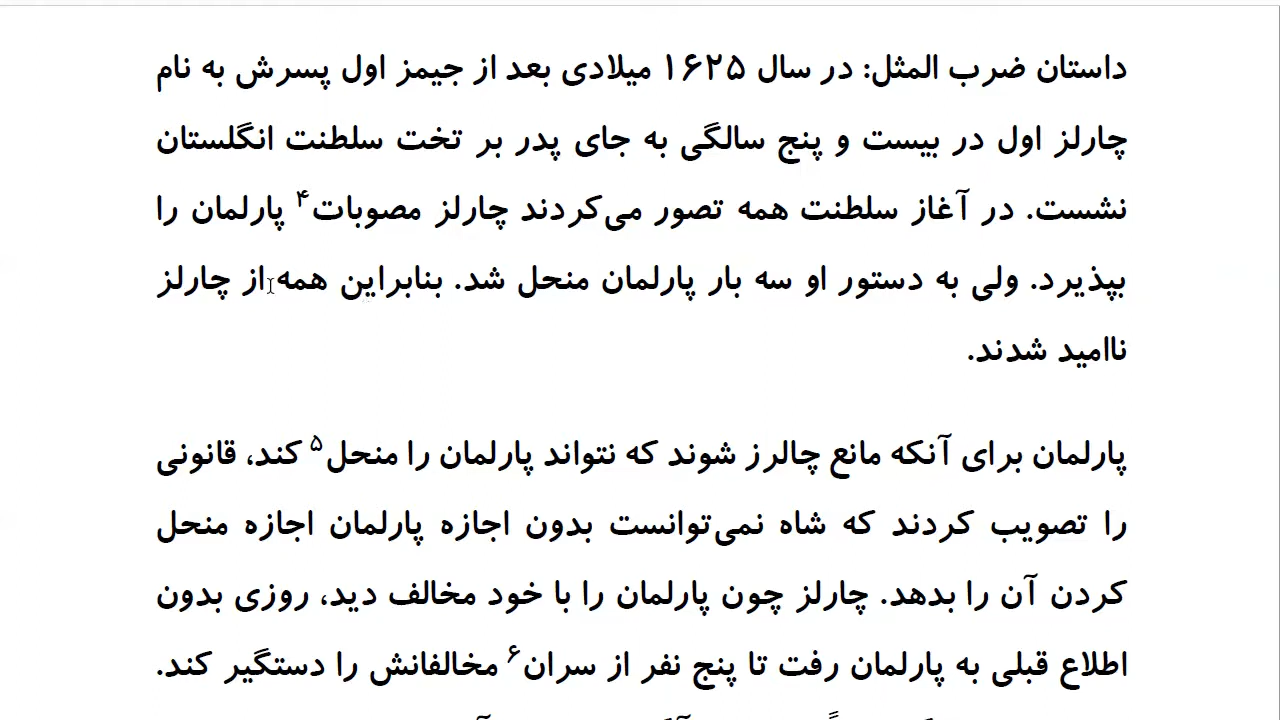 داستان ضرب المثل: در سال ۱۶۲۵ میلادی بعد از جیمز اول پسرش به نام
چارلز اول در بیست و پنج سالگی به جای پدر بر تخت سلطنت انگلستان
نشست. در آغاز سلطنت همه تصور می‌کردند چارلز مصوبات۴ پارلمان را
بپذیرد. ولی به دستور او سه بار پارلمان منحل شد. بنابراین همه از چارلز
ناامید شدند.
پارلمان برای آنکه مانع چالرز شوند که نتواند پارلمان را منحل۵ کند، قانونی
را تصویب کردند که شاه نمی‌توانست بدون اجازه پارلمان اجازه منحل
کردن آن را بدهد. چارلز چون پارلمان را با خود مخالف دید، روزی بدون
اطلاع قبلی به پارلمان رفت تا پنج نفر از سران۶ مخالفانش را دستگیر کند.